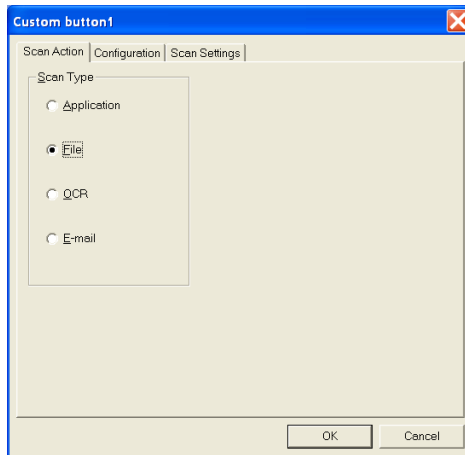 Custom button1
Scan Action Configuration Scan Settings
Scan Type
Application
File
OCR
E-mail
OK Cancel